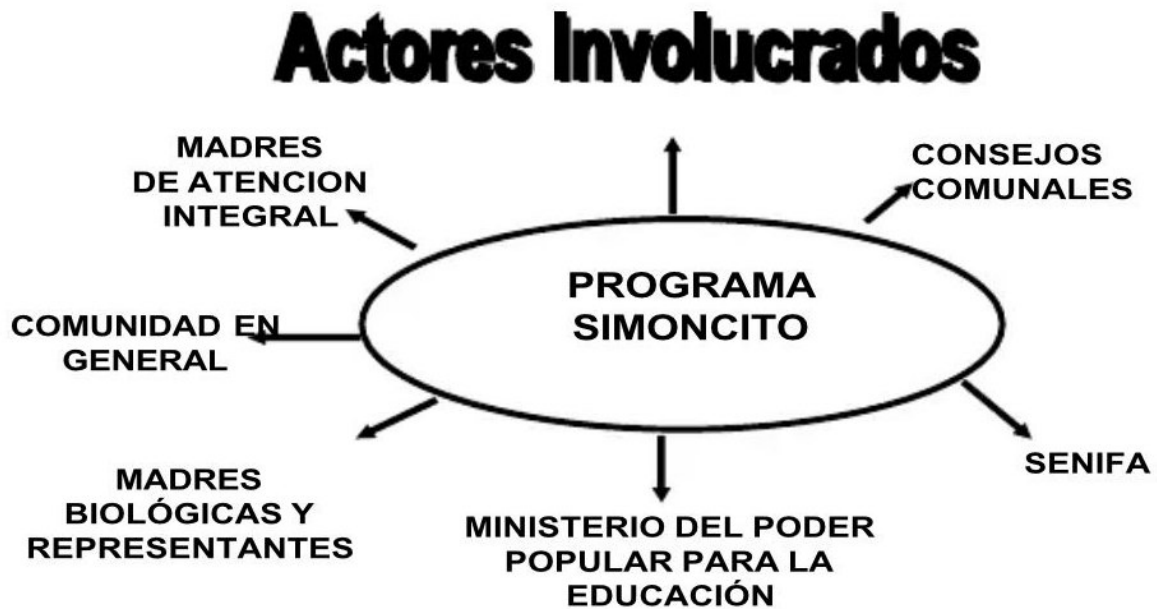 Actores Involucrados
MADRES
DE ATENCION
INTEGRAL
CONSEJOS
COMUNALES
PROGRAMA
SIMONCITO
COMUNIDAD EN
GENERAL
SENIFA
MADRES
BIOLÓGICAS Y
REPRESENTANTES
MINISTERIO DEL PODER
POPULAR PARA LA
EDUCACIÓN